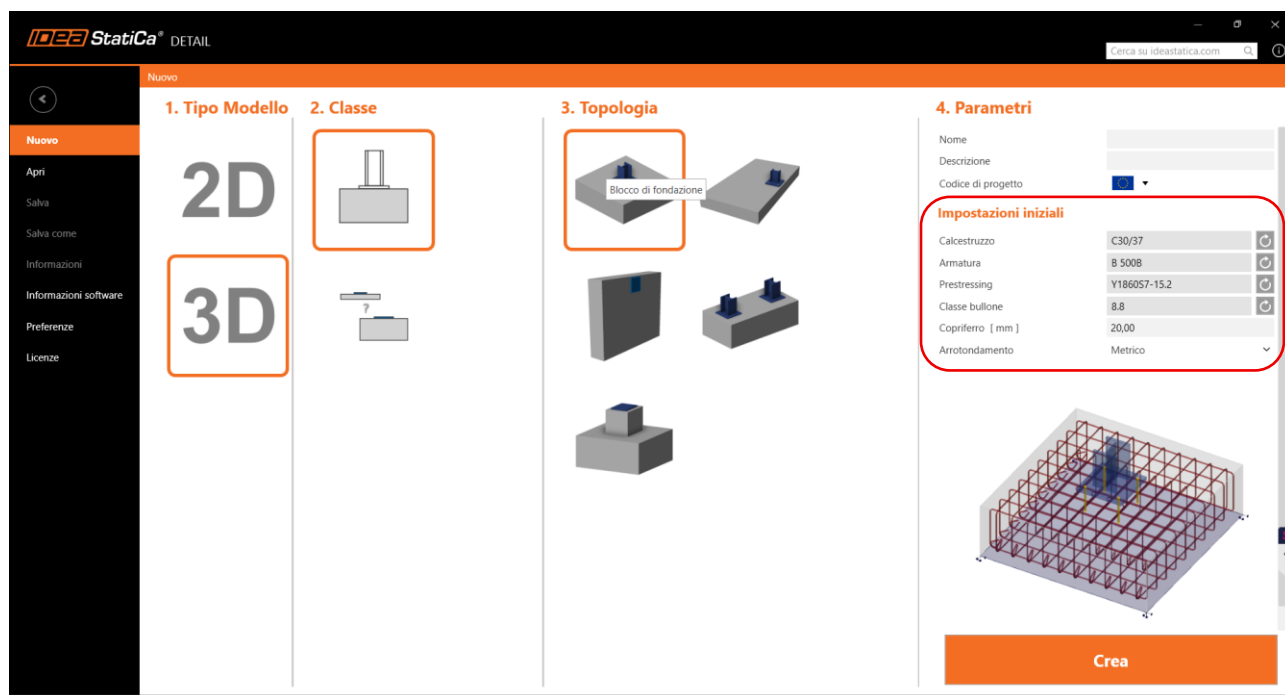 IDEA StatiCa® DETAIL
Cerca su ideastatica.com
Nuovo
Nuovo
Apri
Salva
Salva come
Informazioni
Informazioni software
Preferenze
Licenze
1. Tipo Modello
2D
3D
2. Classe
?
3. Topologia
Blocco di fondazione
4. Parametri
Nome
Descrizione
Codice di progetto
Impostazioni iniziali
Calcestruzzo C30/37
Armatura B 500B
Prestressing Y1860S7-15.2
Classe bullone 8.8
Copriferro [ mm ] 20,00
Arrotondamento Metrico
Crea